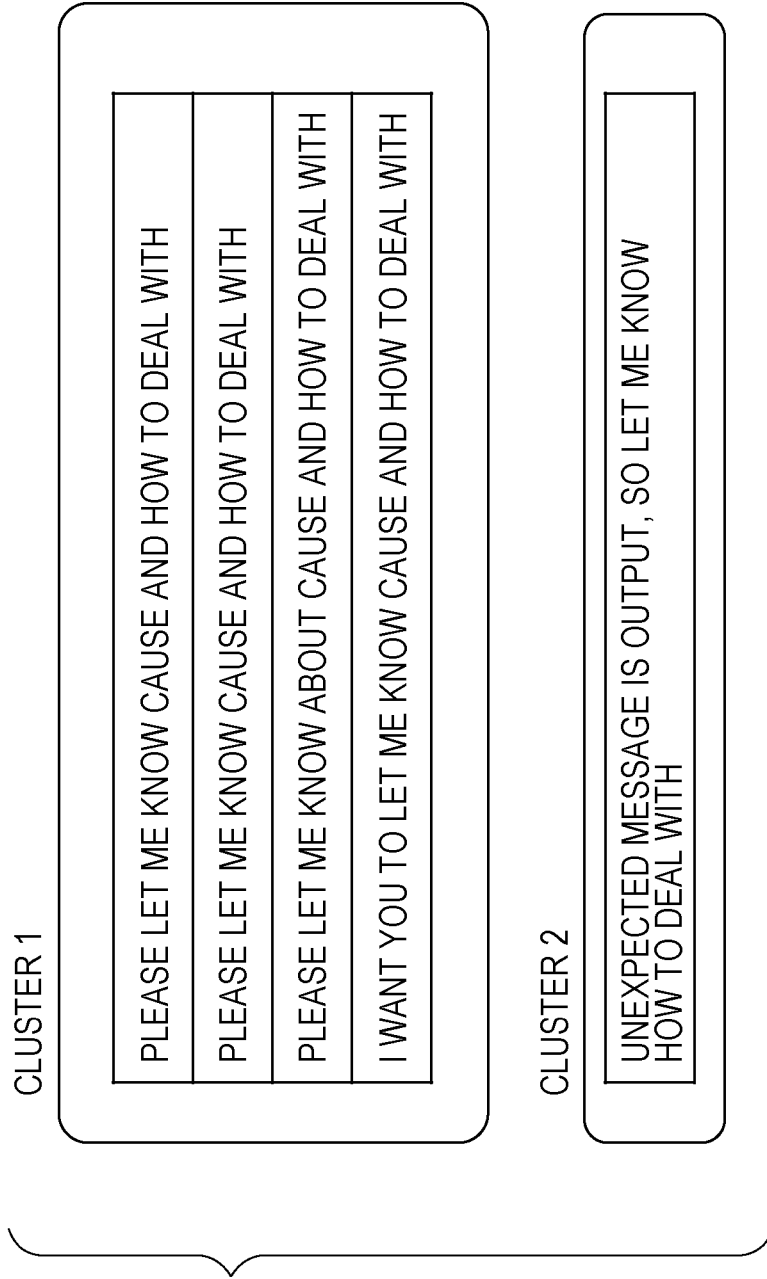 CLUSTER 1
PLEASE LET ME KNOW CAUSE AND HOW TO DEAL WITH
PLEASE LET ME KNOW CAUSE AND HOW TO DEAL WITH
PLEASE LET ME KNOW ABOUT CAUSE AND HOW TO DEAL WITH
I WANT YOU TO LET ME KNOW CAUSE AND HOW TO DEAL WITH
CLUSTER 2
UNEXPECTED MESSAGE IS OUTPUT, SO LET ME KNOW
HOW TO DEAL WITH